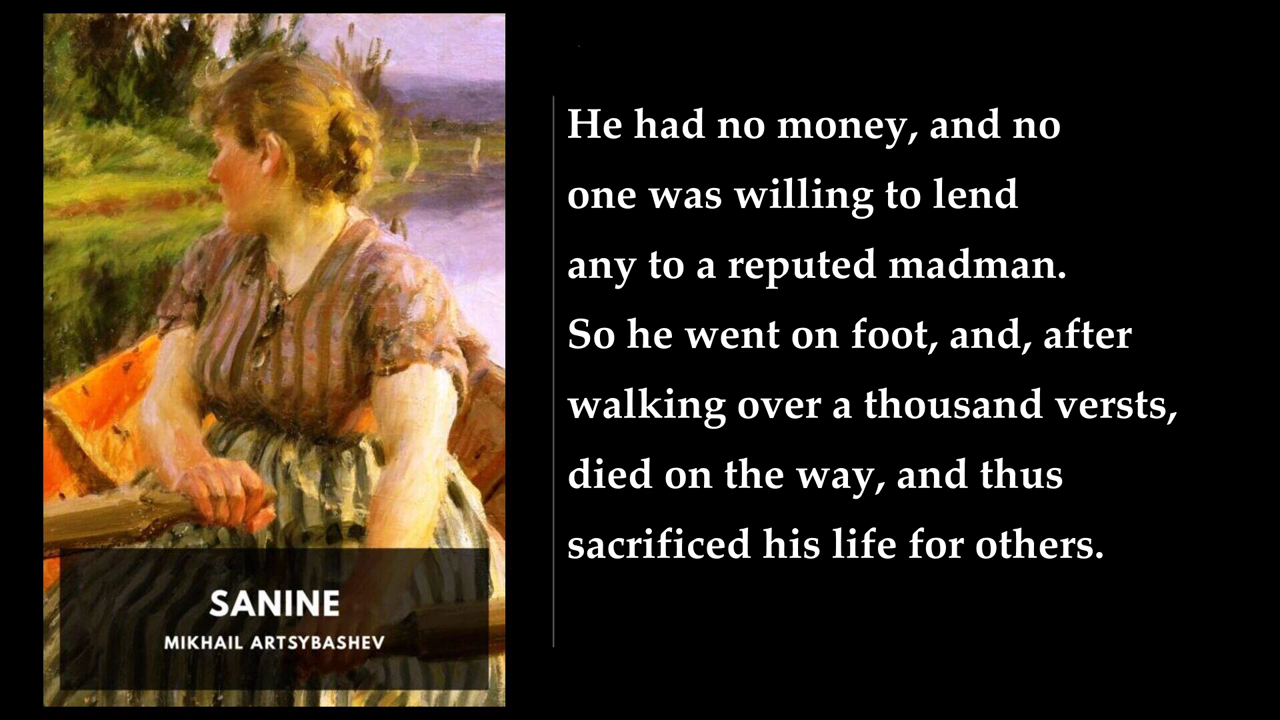 SANINE
MIKHAIL ARTSYBASHEV
He had no money, and no
one was willing to lend
any to a reputed madman.
So he went on foot, and, after
walking over a thousand versts,
died on the way, and thus
sacrificed his life for others.